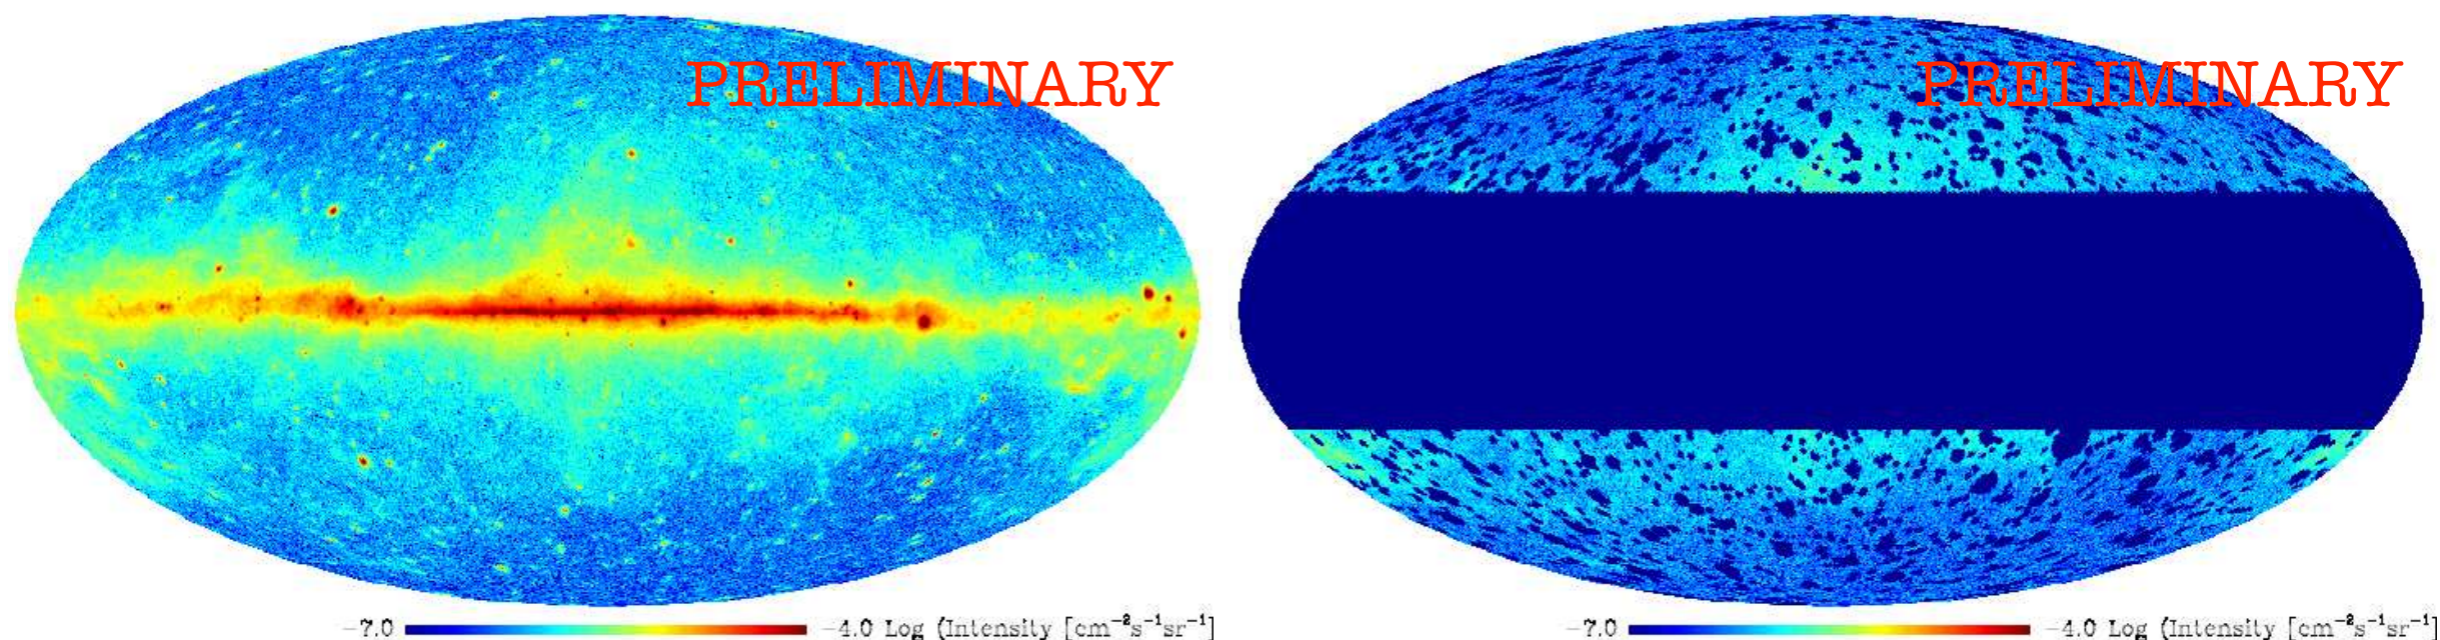 PRELIMINARY
PRELIMINARY
−7.0 −4.0 Log (Intensity [cm⁻²s⁻¹sr⁻¹]
−7.0 −4.0 Log (Intensity [cm⁻²s⁻¹sr⁻¹]